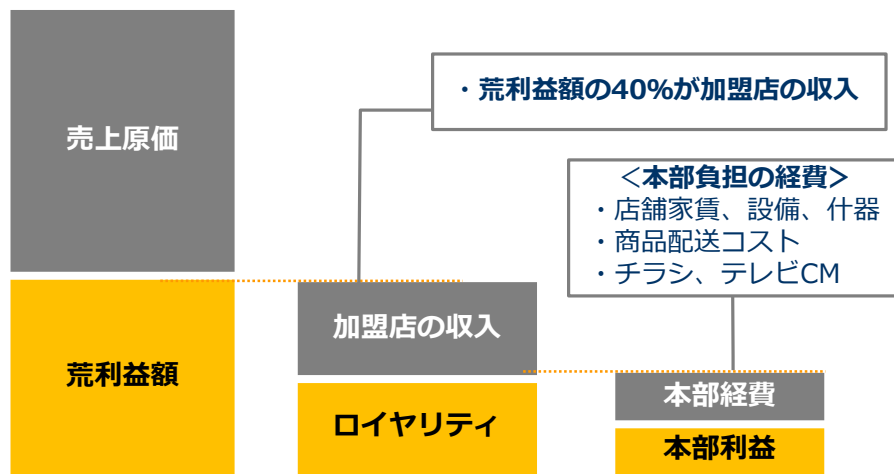 売上原価
荒利益額
・荒利益額の40%が加盟店の収入
加盟店の収入
ロイヤリティ
＜本部負担の経費＞
・店舗家賃、設備、什器
・商品配送コスト
・チラシ、テレビCM
本部経費
本部利益